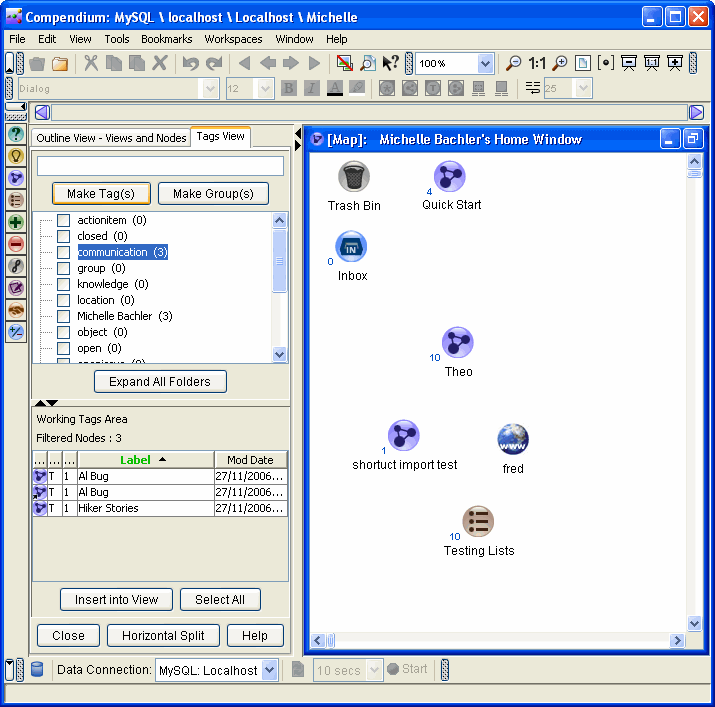 Compendium: MySQL \ localhost \ Localhost \ Michelle
File Edit View Tools Bookmarks Workspaces Window Help
100% 1:1
Dialog 12 B I A 25
Outline View - Views and Nodes Tags View
Make Tag(s) Make Group(s)
actionitem (0)
closed (0)
communication (3)
group (0)
knowledge (0)
location (0)
Michelle Bachler (3)
object (0)
open (0)
Expand All Folders
Working Tags Area
Filtered Nodes : 3
... ... ... Label Mod Date
T 1 Al Bug 27/11/2006...
T 1 Al Bug 27/11/2006...
T 1 Hiker Stories 27/11/2006...
Insert into View Select All
Close Horizontal Split Help
[Map]: Michelle Bachler's Home Window
Trash Bin
4
Quick Start
IN
0
Inbox
10
Theo
1
shortuct import test
WWW
fred
10
Testing Lists
Data Connection: MySQL: Localhost 10 secs Start